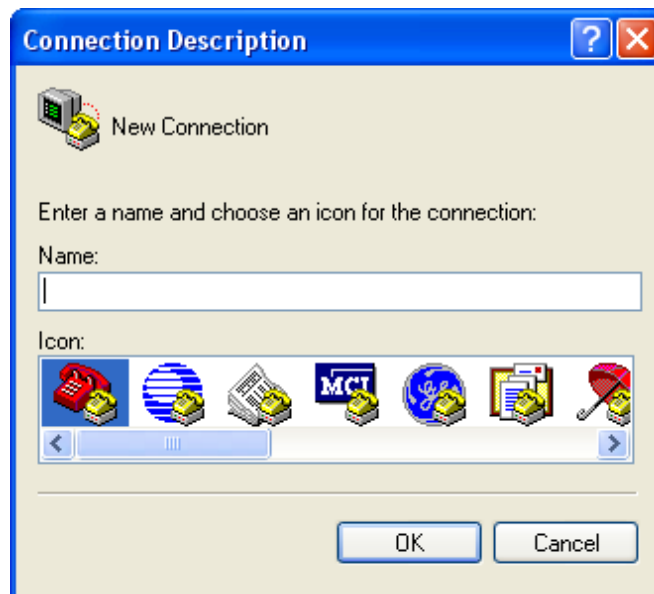 Connection Description
New Connection
Enter a name and choose an icon for the connection:
Name:
Icon:
MCI
OK Cancel